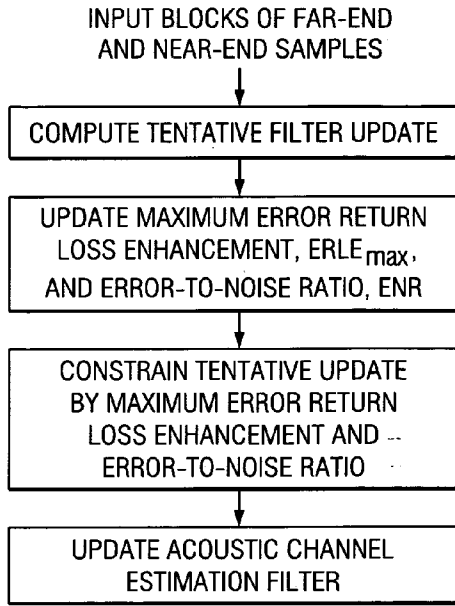 INPUT BLOCKS OF FAR-END
AND NEAR-END SAMPLES
COMPUTE TENTATIVE FILTER UPDATE
UPDATE MAXIMUM ERROR RETURN
LOSS ENHANCEMENT, ERLEmax,
AND ERROR-TO-NOISE RATIO, ENR
CONSTRAIN TENTATIVE UPDATE
BY MAXIMUM ERROR RETURN
LOSS ENHANCEMENT AND
ERROR-TO-NOISE RATIO
UPDATE ACOUSTIC CHANNEL
ESTIMATION FILTER